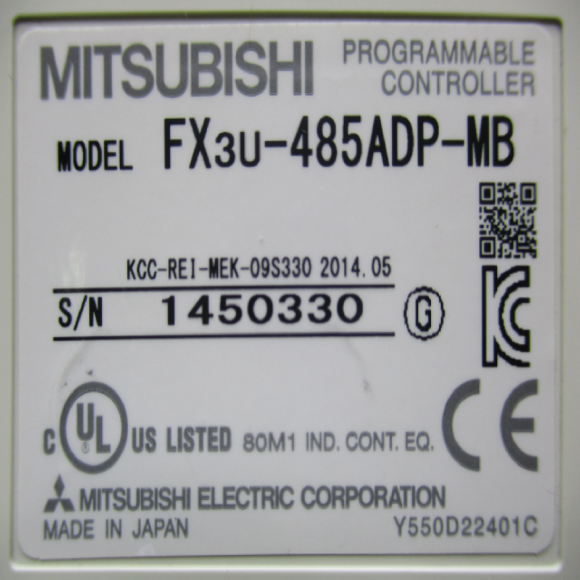 MITSUBISHI PROGRAMMABLE
CONTROLLER
MODEL FX3U-485ADP-MB
KCC-REI-MEK-09S330 2014.05
S/N 1450330 G
C UL US LISTED 80M1 IND. CONT. EQ. CE
MITSUBISHI ELECTRIC CORPORATION
MADE IN JAPAN Y550D22401C